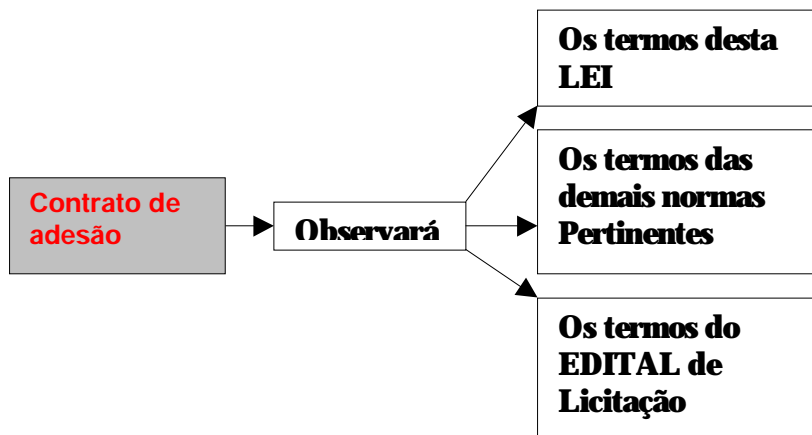 Contrato de
adesão
Observará
Os termos desta
LEI
Os termos das
demais normas
Pertinentes
Os termos do
EDITAL de
Licitação